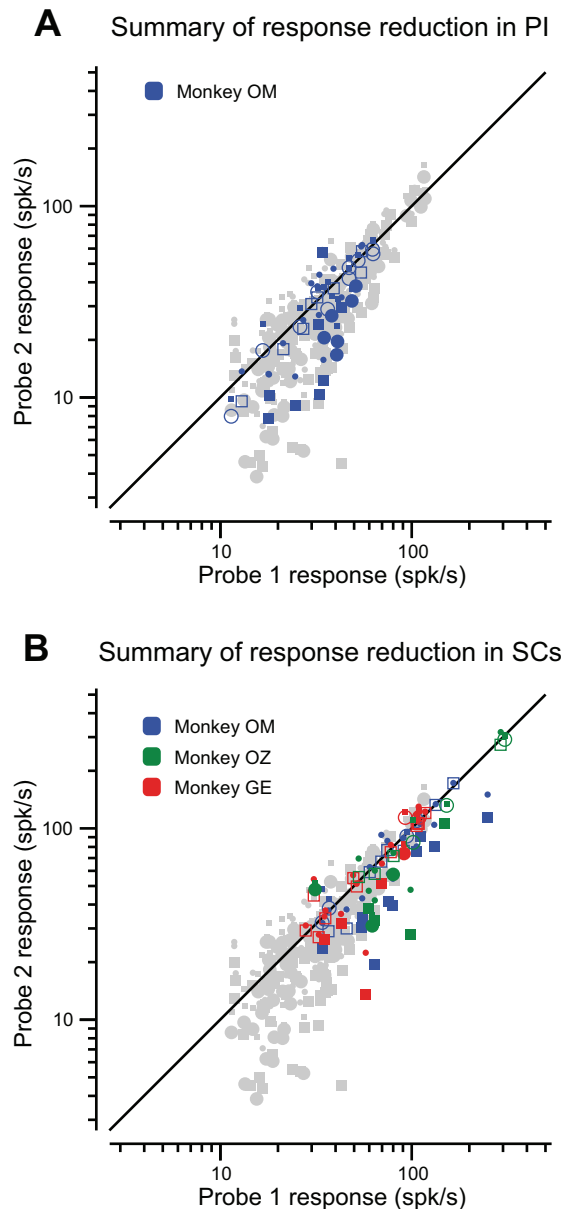 A Summary of response reduction in PI
Monkey OM
Probe 2 response (spk/s)
100
10
10 100
Probe 1 response (spk/s)
B Summary of response reduction in SCs
Monkey OM
Monkey OZ
Monkey GE
Probe 2 response (spk/s)
100
10
10 100
Probe 1 response (spk/s)